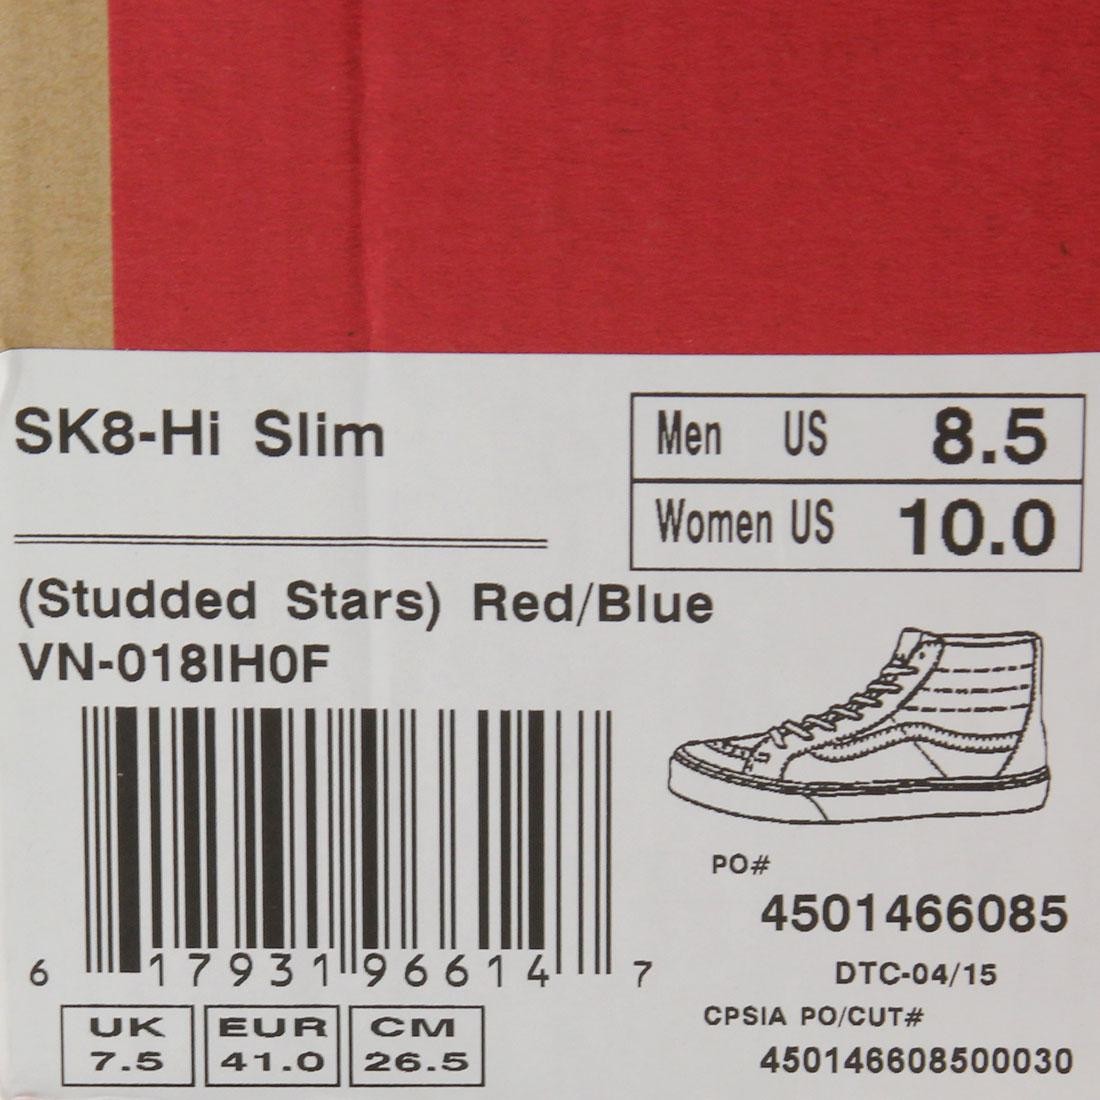 SK8-Hi Slim
Men US 8.5
Women US 10.0
(Studded Stars) Red/Blue
VN-018IH0F
6 17931 96614 7
PO#
4501466085
DTC-04/15
CPSIA PO/CUT#
450146608500030
UK EUR CM
7.5 41.0 26.5